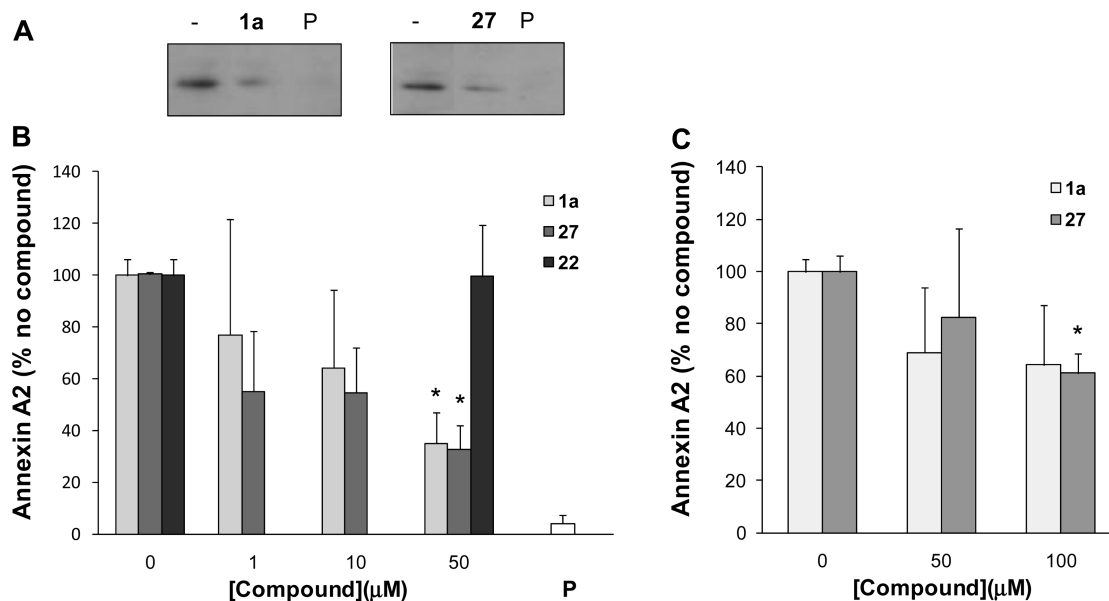 A
- 1a P
- 27 P
B
Annexin A2 (% no compound)
140
120
100
80
60
40
20
0
1a
27
22
* *
0 1 10 50
P
[Compound](μM)
C
Annexin A2 (% no compound)
140
120
100
80
60
40
20
0
1a
27
*
0 50 100
[Compound](μM)